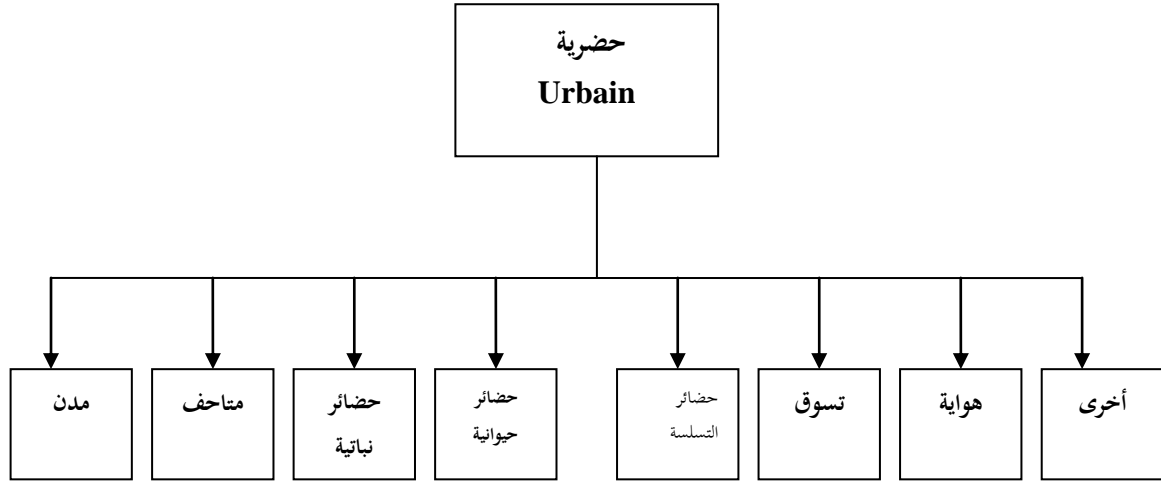 حضرية
Urbain
أخرى
هواية
تسوق
حضائر
التسلسة
حضائر
حيوانية
حضائر
نباتية
متاحف
مدن